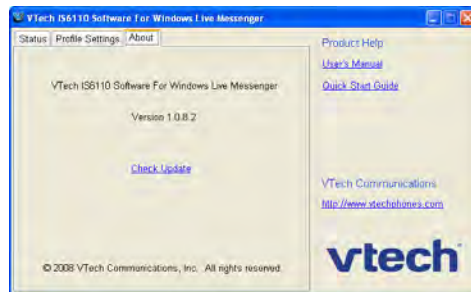 VTech IS6110 Software For Windows Live Messenger
Status Profile Settings About
VTech IS6110 Software For Windows Live Messenger
Version 1.0.8.2
Check Update
© 2008 VTech Communications, Inc. All rights reserved.
Product Help
User's Manual
Quick Start Guide
VTech Communications
http://www.vtechphones.com
vtech